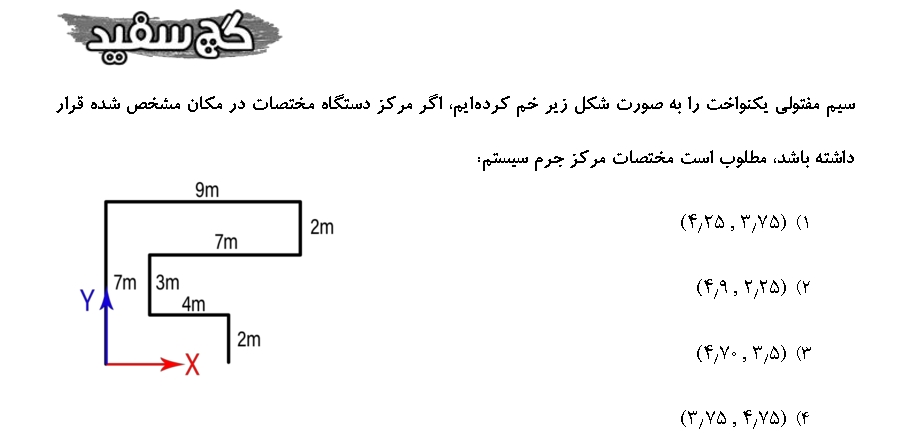 گچ سفید
سیم مفتولی یکنواخت را به صورت شکل زیر خم کرده‌ایم، اگر مرکز دستگاه مختصات در مکان مشخص شده قرار
داشته باشد، مطلوب است مختصات مرکز جرم سیستم:
۱) (۴٫۲۵ , ۳٫۷۵)
۲) (۴٫۹ , ۲٫۲۵)
۳) (۴٫۷۰ , ۳٫۵)
۴) (۳٫۷۵ , ۴٫۷۵)
9m
2m
7m
7m
3m
4m
2m
Y
X